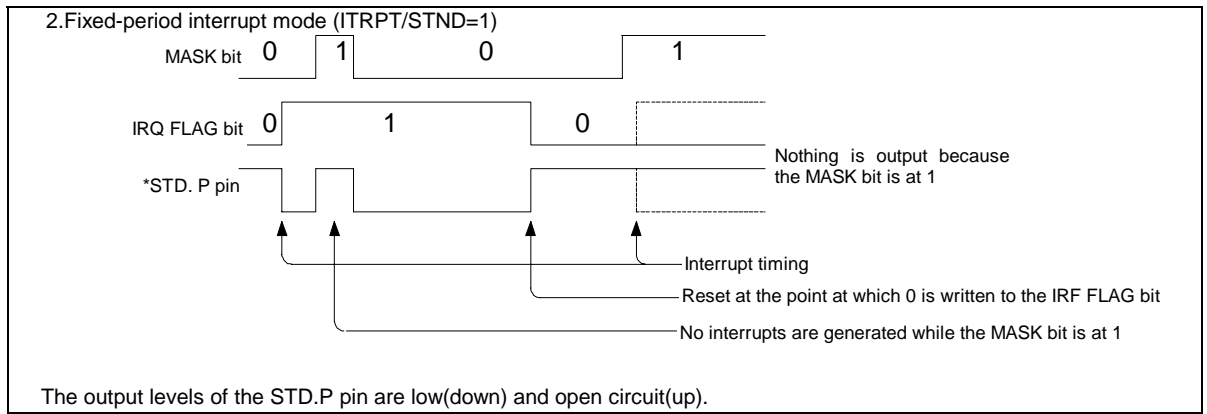 2.Fixed-period interrupt mode (ITRPT/STND=1)
MASK bit 0 1 0 1
IRQ FLAG bit 0 1 0
Nothing is output because
the MASK bit is at 1
*STD. P pin
Interrupt timing
Reset at the point at which 0 is written to the IRF FLAG bit
No interrupts are generated while the MASK bit is at 1
The output levels of the STD.P pin are low(down) and open circuit(up).